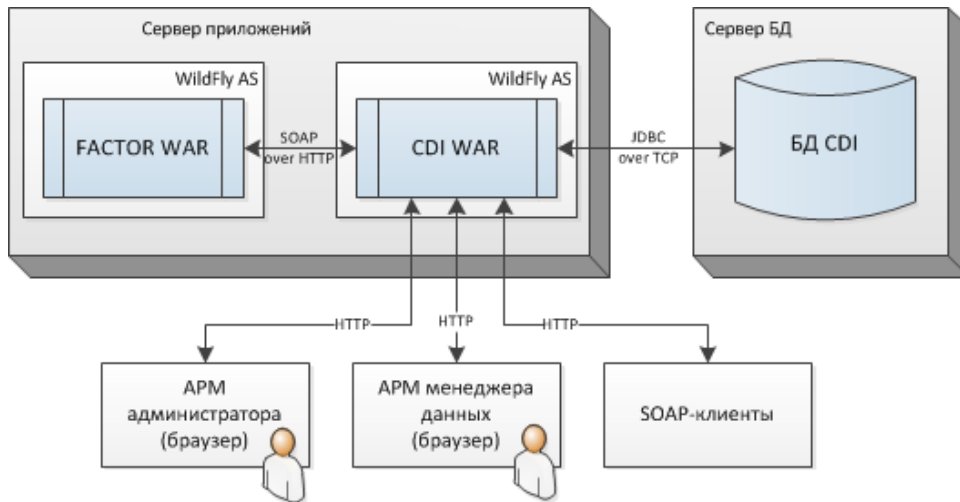 Сервер приложений
Сервер БД
WildFly AS
WildFly AS
FACTOR WAR
SOAP
over HTTP
CDI WAR
JDBC
over TCP
БД CDI
HTTP
HTTP
HTTP
АРМ
администратора
(браузер)
АРМ менеджера
данных
(браузер)
SOAP-клиенты